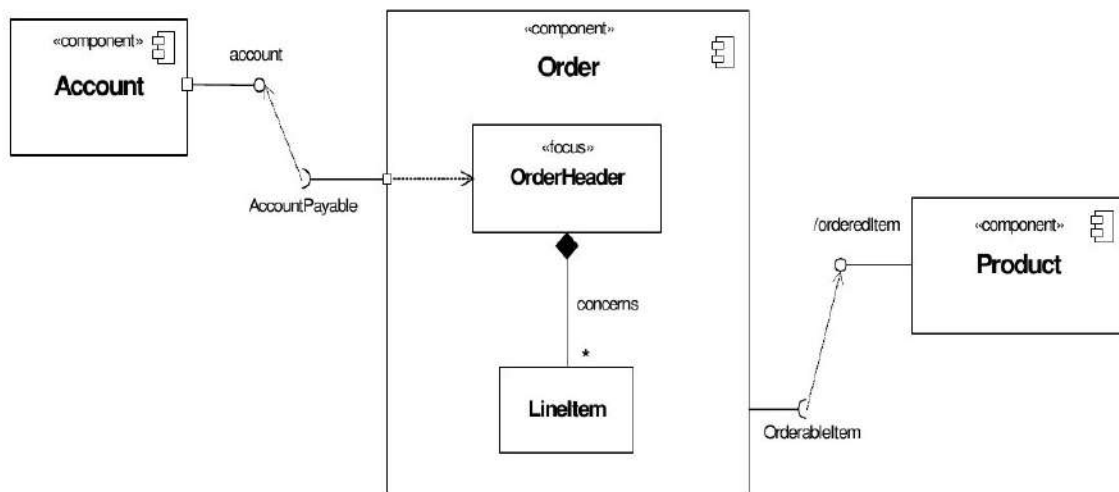 «component»
Account
account
AccountPayable
«component»
Order
«focus»
OrderHeader
concerns
*
LineItem
/orderedItem
OrderableItem
«component»
Product